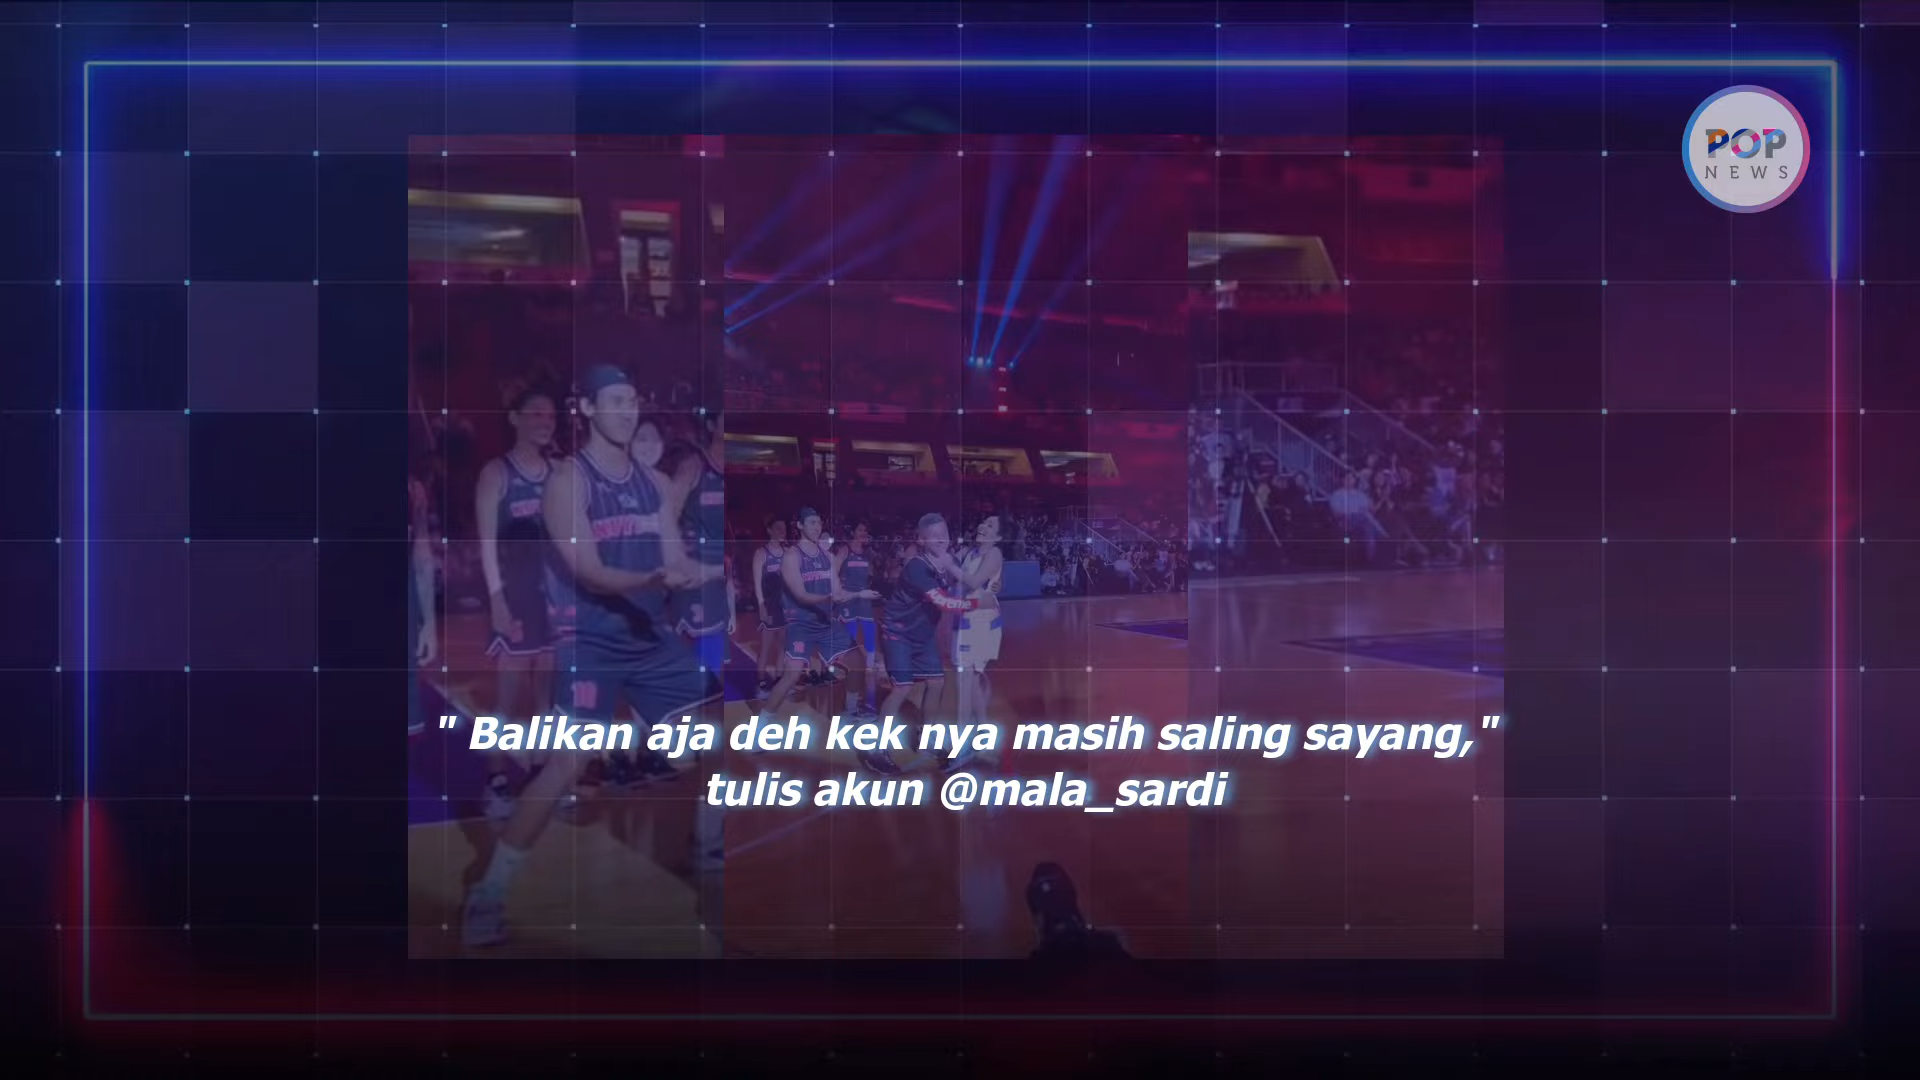 POP
NEWS
" Balikan aja deh kek nya masih saling sayang,"
tulis akun @mala_sardi